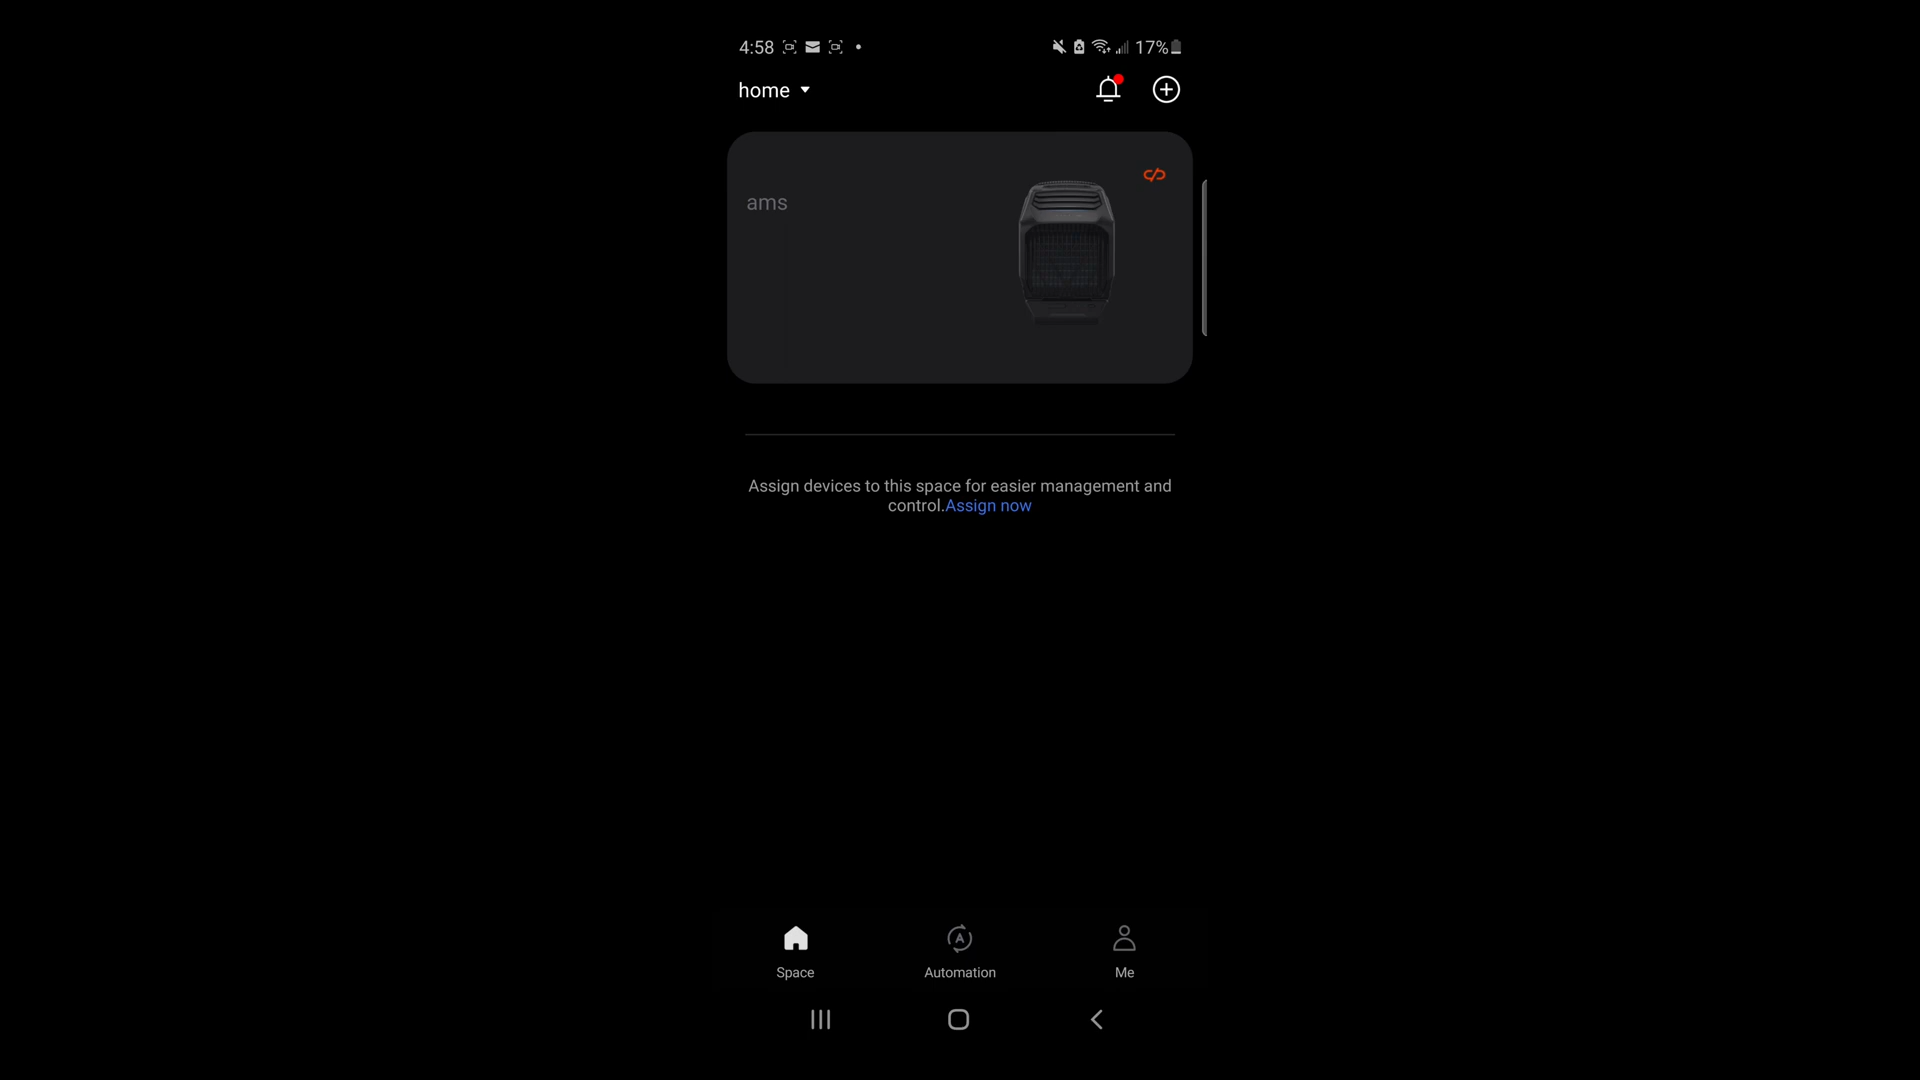 4:58
17%
home
ams
Assign devices to this space for easier management and
control.Assign now
Space
Automation
Me